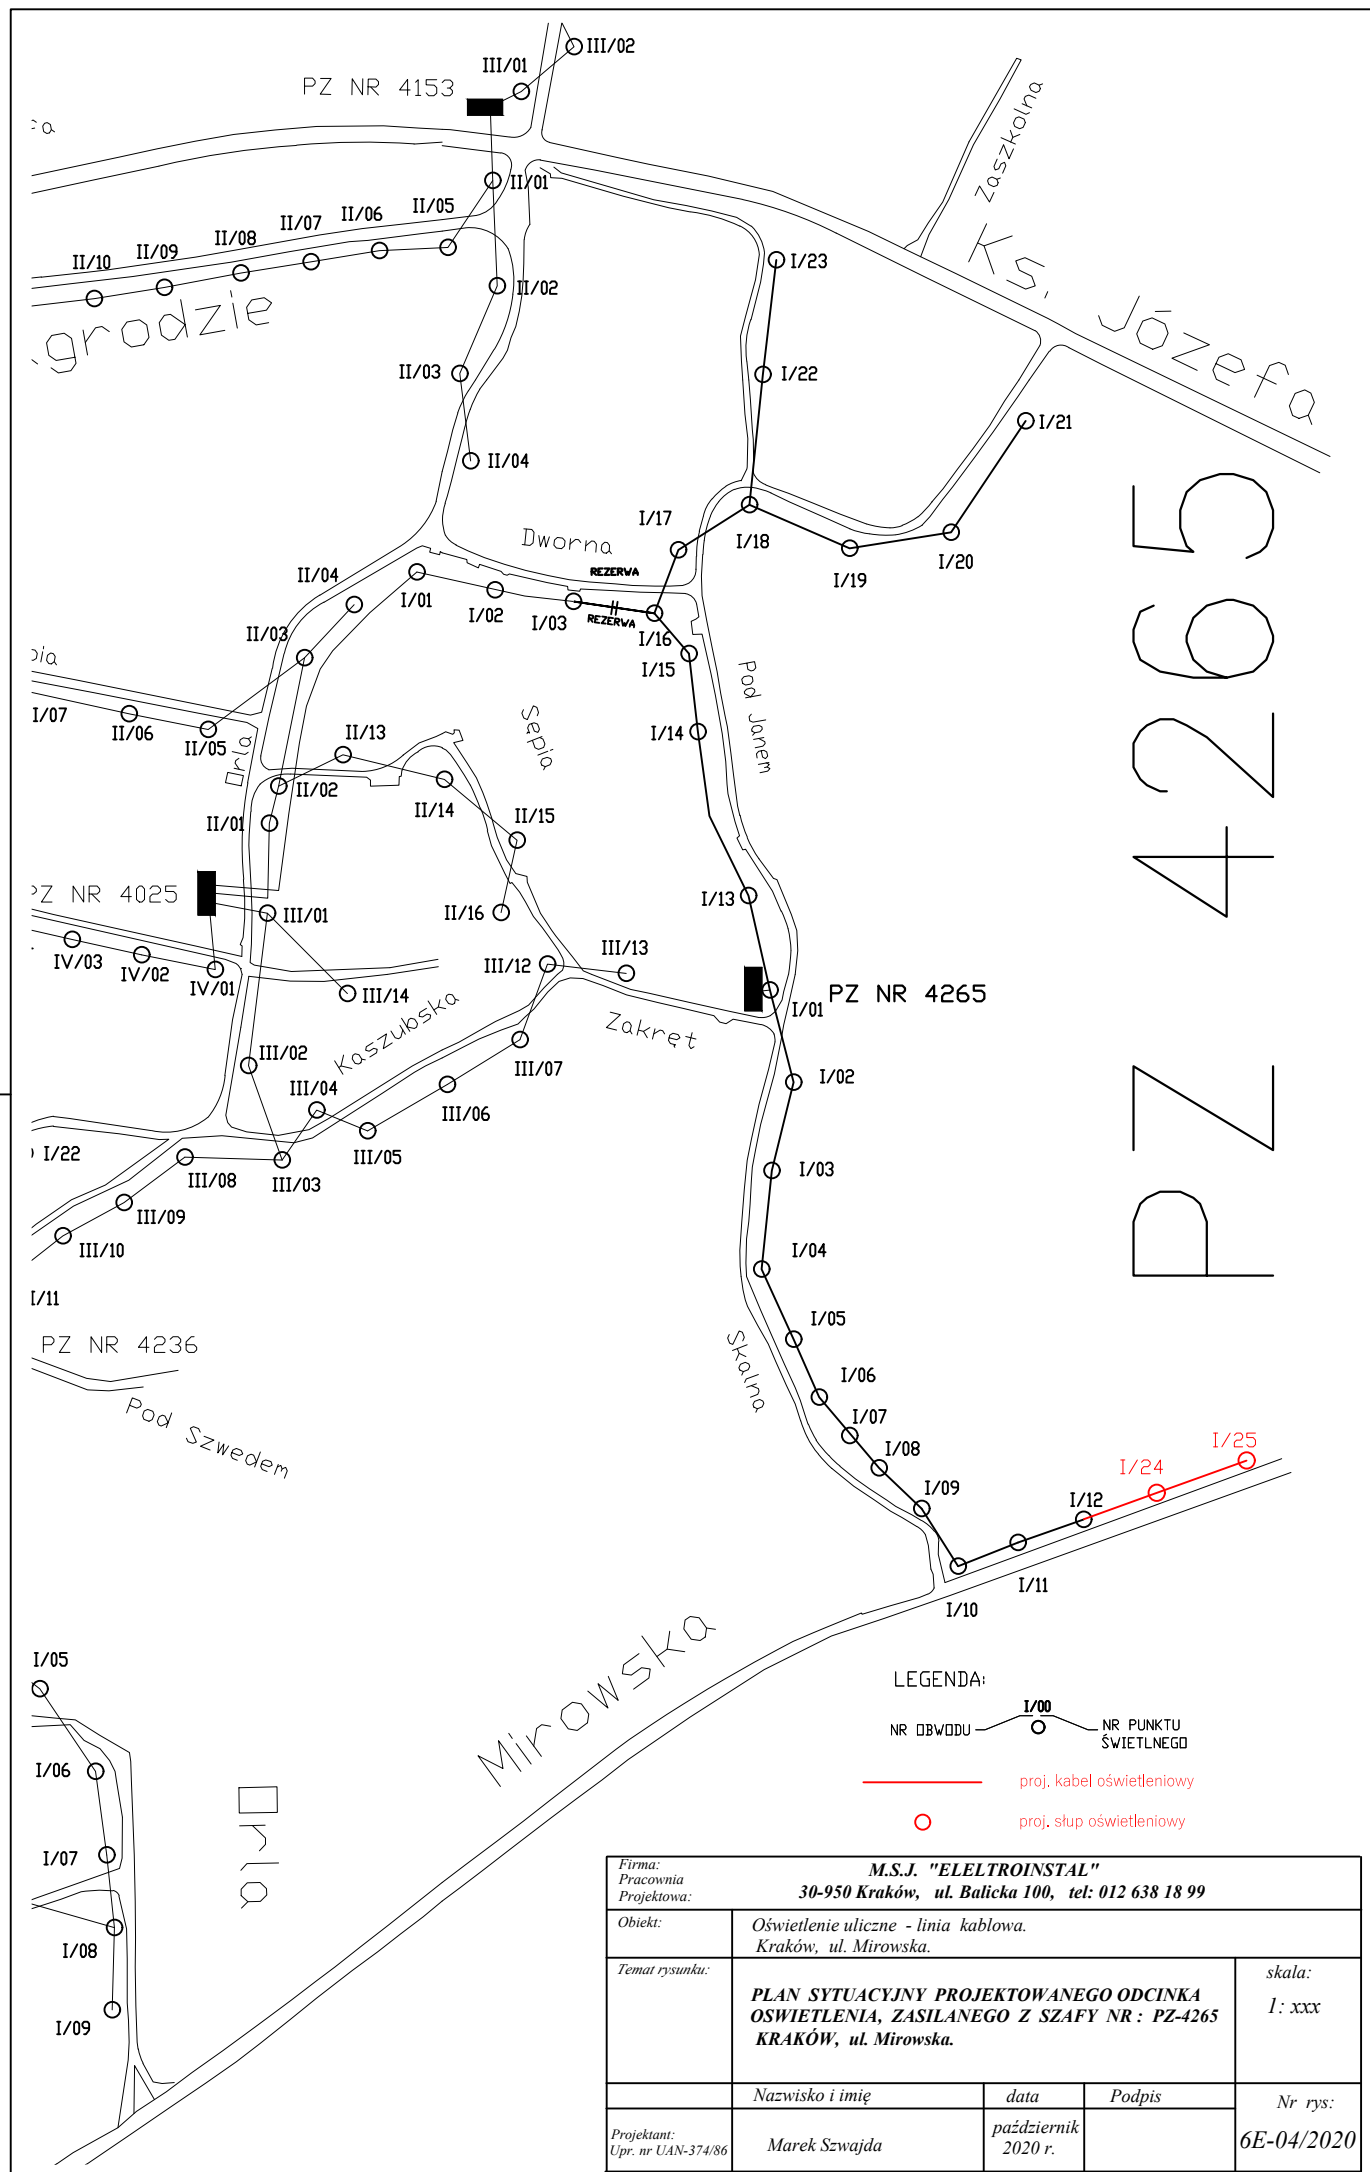 III/02
III/01
PZ NR 4153
Zaszkolna
II/01
II/05
II/06
II/07
II/08
II/09
II/10
Ks. Józefa
I/23
II/02
grodzie
I/22
II/03
I/21
II/04
I/17
I/18
I/19
I/20
Dworna
REZERWA
REZERWA
II/04
I/01
I/02
I/03
I/16
I/15
II/03
Pod Janem
I/07
II/06
II/05
Orla
II/13
Sępia
I/14
II/02
II/14
II/15
II/01
PZ NR 4025
II/16
I/13
III/01
IV/03
IV/02
IV/01
III/14
III/12
III/13
PZ NR 4265
I/01
Kaszubska
Zakręt
III/02
III/07
I/02
III/04
III/06
III/05
I/22
III/08
III/03
I/03
III/09
III/10
I/04
I/11
PZ NR 4236
I/05
Skalna
Pod Szwedem
I/06
I/07
I/08
I/09
I/25
I/24
I/12
I/11
I/10
PZ 4265
Mirowska
I/05
I/06
I/07
I/08
I/09
Orla
LEGENDA:
I/00
NR OBWODU
NR PUNKTU
ŚWIETLNEGO
proj. kabel oświetleniowy
proj. słup oświetleniowy
Firma:
Pracownia
Projektowa:
M.S.J. "ELELTROINSTAL"
30-950 Kraków, ul. Balicka 100, tel: 012 638 18 99
Obiekt:
Oświetlenie uliczne - linia kablowa.
Kraków, ul. Mirowska.
Temat rysunku:
PLAN SYTUACYJNY PROJEKTOWANEGO ODCINKA
OSWIETLENIA, ZASILANEGO Z SZAFY NR : PZ-4265
KRAKÓW, ul. Mirowska.
skala:
1: xxx
Nazwisko i imię
data
Podpis
Nr rys:
Projektant:
Upr. nr UAN-374/86
Marek Szwajda
październik
2020 r.
6E-04/2020